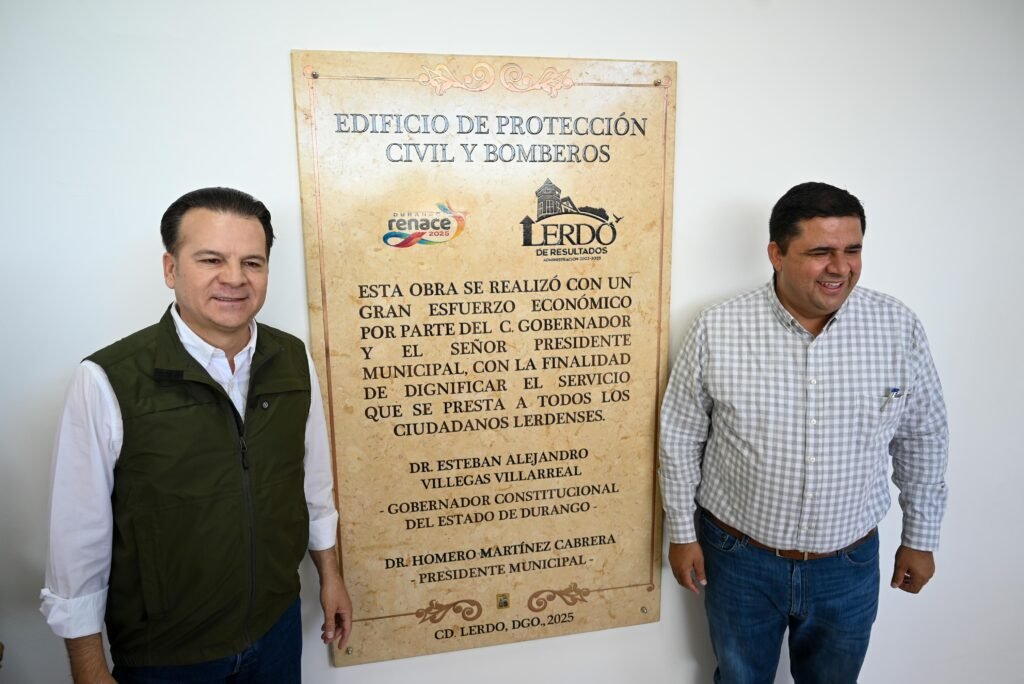 EDIFICIO DE PROTECCIÓN
CIVIL Y BOMBEROS
DURANGO
renace
2025
LERDO
DE RESULTADOS
ESTA OBRA SE REALIZÓ CON UN
GRAN ESFUERZO ECONÓMICO
POR PARTE DEL C. GOBERNADOR
Y EL SEÑOR PRESIDENTE
MUNICIPAL, CON LA FINALIDAD
DE DIGNIFICAR EL SERVICIO
QUE SE PRESTA A TODOS LOS
CIUDADANOS LERDENSES.
DR. ESTEBAN ALEJANDRO
VILLEGAS VILLARREAL
- GOBERNADOR CONSTITUCIONAL
DEL ESTADO DE DURANGO -
DR. HOMERO MARTÍNEZ CABRERA
- PRESIDENTE MUNICIPAL -
CD. LERDO, DGO., 2025